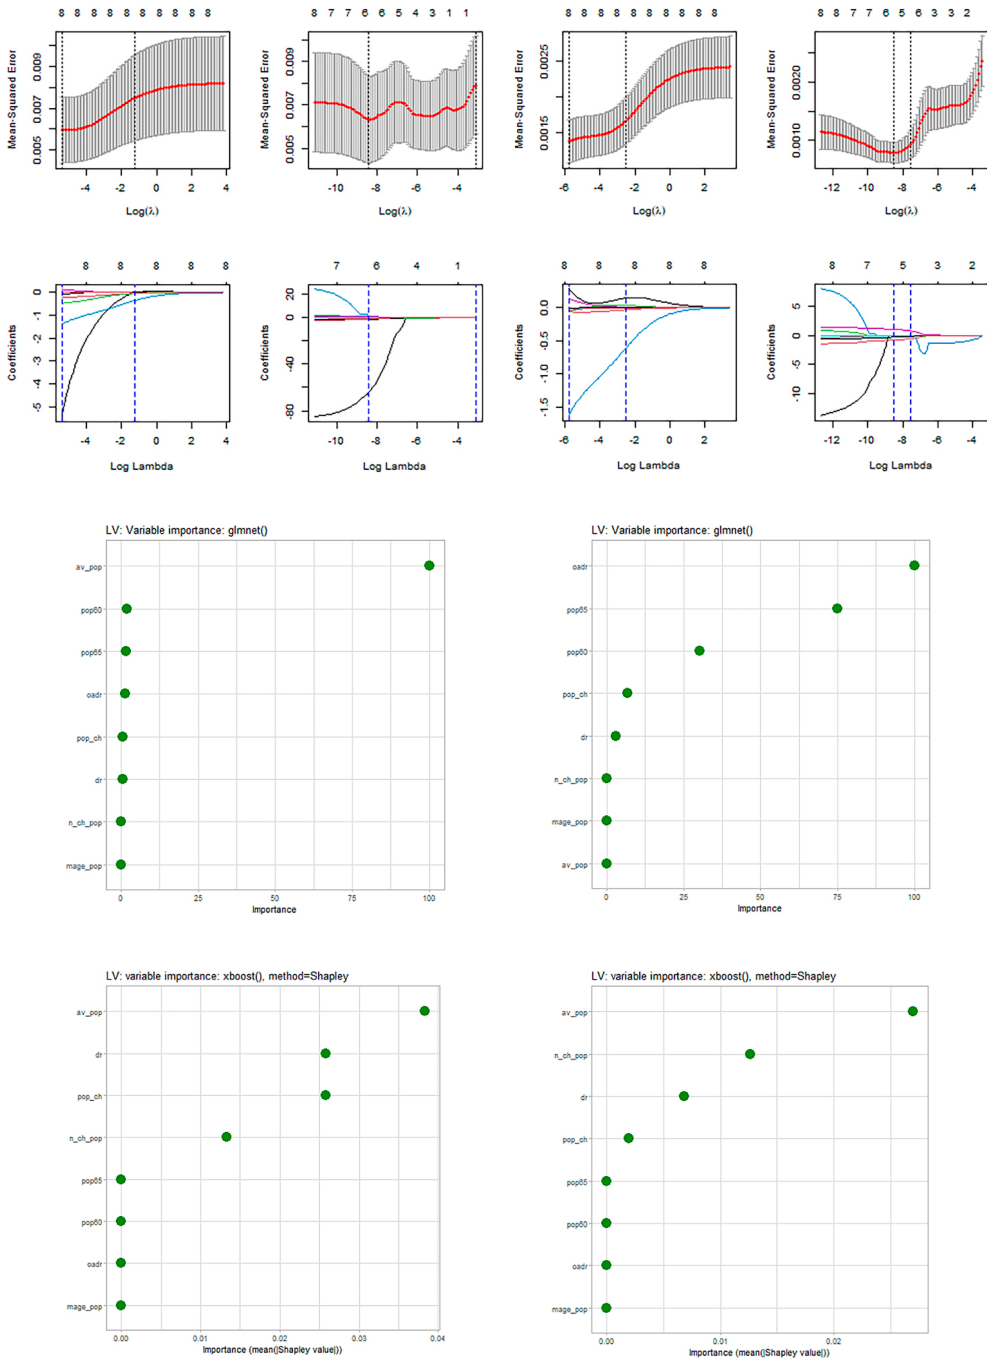 8 8 8 8 8 8 8 8 8
8 7 7 6 6 5 4 3 1 1
8 8 8 8 8 8 8 8 8
8 8 7 7 6 6 3 3 2
Mean-Squared Error
0.005 0.007 0.009
-4 -2 0 2 4
Log(λ)
Mean-Squared Error
0.005 0.007 0.009
-10 -8 -6 -4
Log(λ)
Mean-Squared Error
0.0015 0.0025
-6 -4 -2 0 2
Log(λ)
Mean-Squared Error
0.0010 0.0020
-12 -10 -8 -6 -4
Log(λ)
8 8 8 8 8
7 6 4 1
8 8 8 8 8
7 5 3 2
Coefficients
0 -1 -2 -3 -4 -5
-4 -2 0 2 4
Log Lambda
Coefficients
20 0 -40 -80
-10 -8 -6 -4
Log Lambda
Coefficients
0.0 -0.5 -1.0 -1.5
-6 -4 -2 0 2
Log Lambda
Coefficients
5 0 -5 -10
-12 -10 -8 -6 -4
Log Lambda
LV: Variable importance: glmnet()
av_pop
pop60
pop65
oadr
pop_ch
dr
n_ch_pop
mage_pop
0 25 50 75 100
Importance
LV: Variable importance: glmnet()
oadr
pop65
pop60
pop_ch
dr
n_ch_pop
mage_pop
av_pop
0 25 50 75 100
Importance
LV: variable importance: xboost(), method=Shapley
av_pop
dr
pop_ch
n_ch_pop
pop65
pop60
oadr
mage_pop
0.00 0.01 0.02 0.03 0.04
Importance (mean(|Shapley value|))
LV: variable importance: xboost(), method=Shapley
av_pop
n_ch_pop
dr
pop_ch
pop65
pop60
oadr
mage_pop
0.00 0.01 0.02
Importance (mean(|Shapley value|))